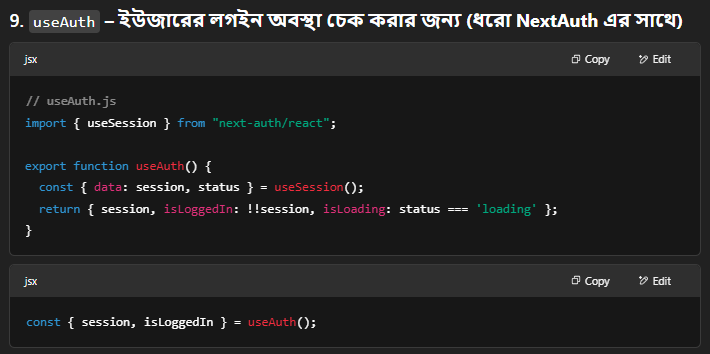 9. useAuth – ইউজারের লগইন অবস্থা চেক করার জন্য (ধরো NextAuth এর সাথে)
jsx Copy Edit
// useAuth.js
import { useSession } from "next-auth/react";
export function useAuth() {
  const { data: session, status } = useSession();
  return { session, isLoggedIn: !!session, isLoading: status === 'loading' };
}
jsx Copy Edit
const { session, isLoggedIn } = useAuth();